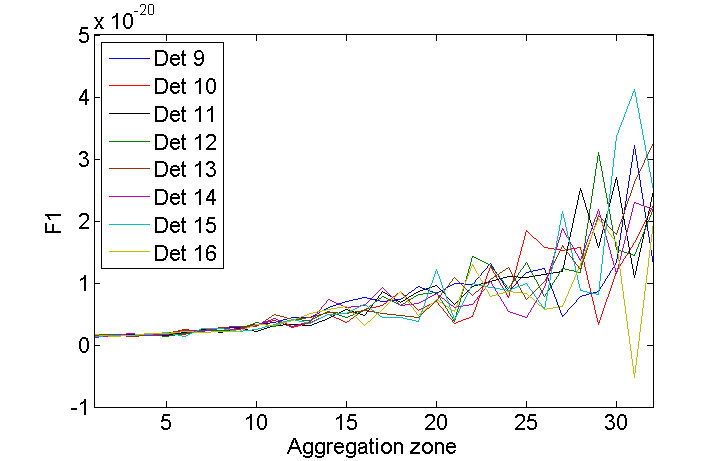 x 10^-20
5
4
3
2
1
0
-1
F1
Det 9
Det 10
Det 11
Det 12
Det 13
Det 14
Det 15
Det 16
5 10 15 20 25 30
Aggregation zone